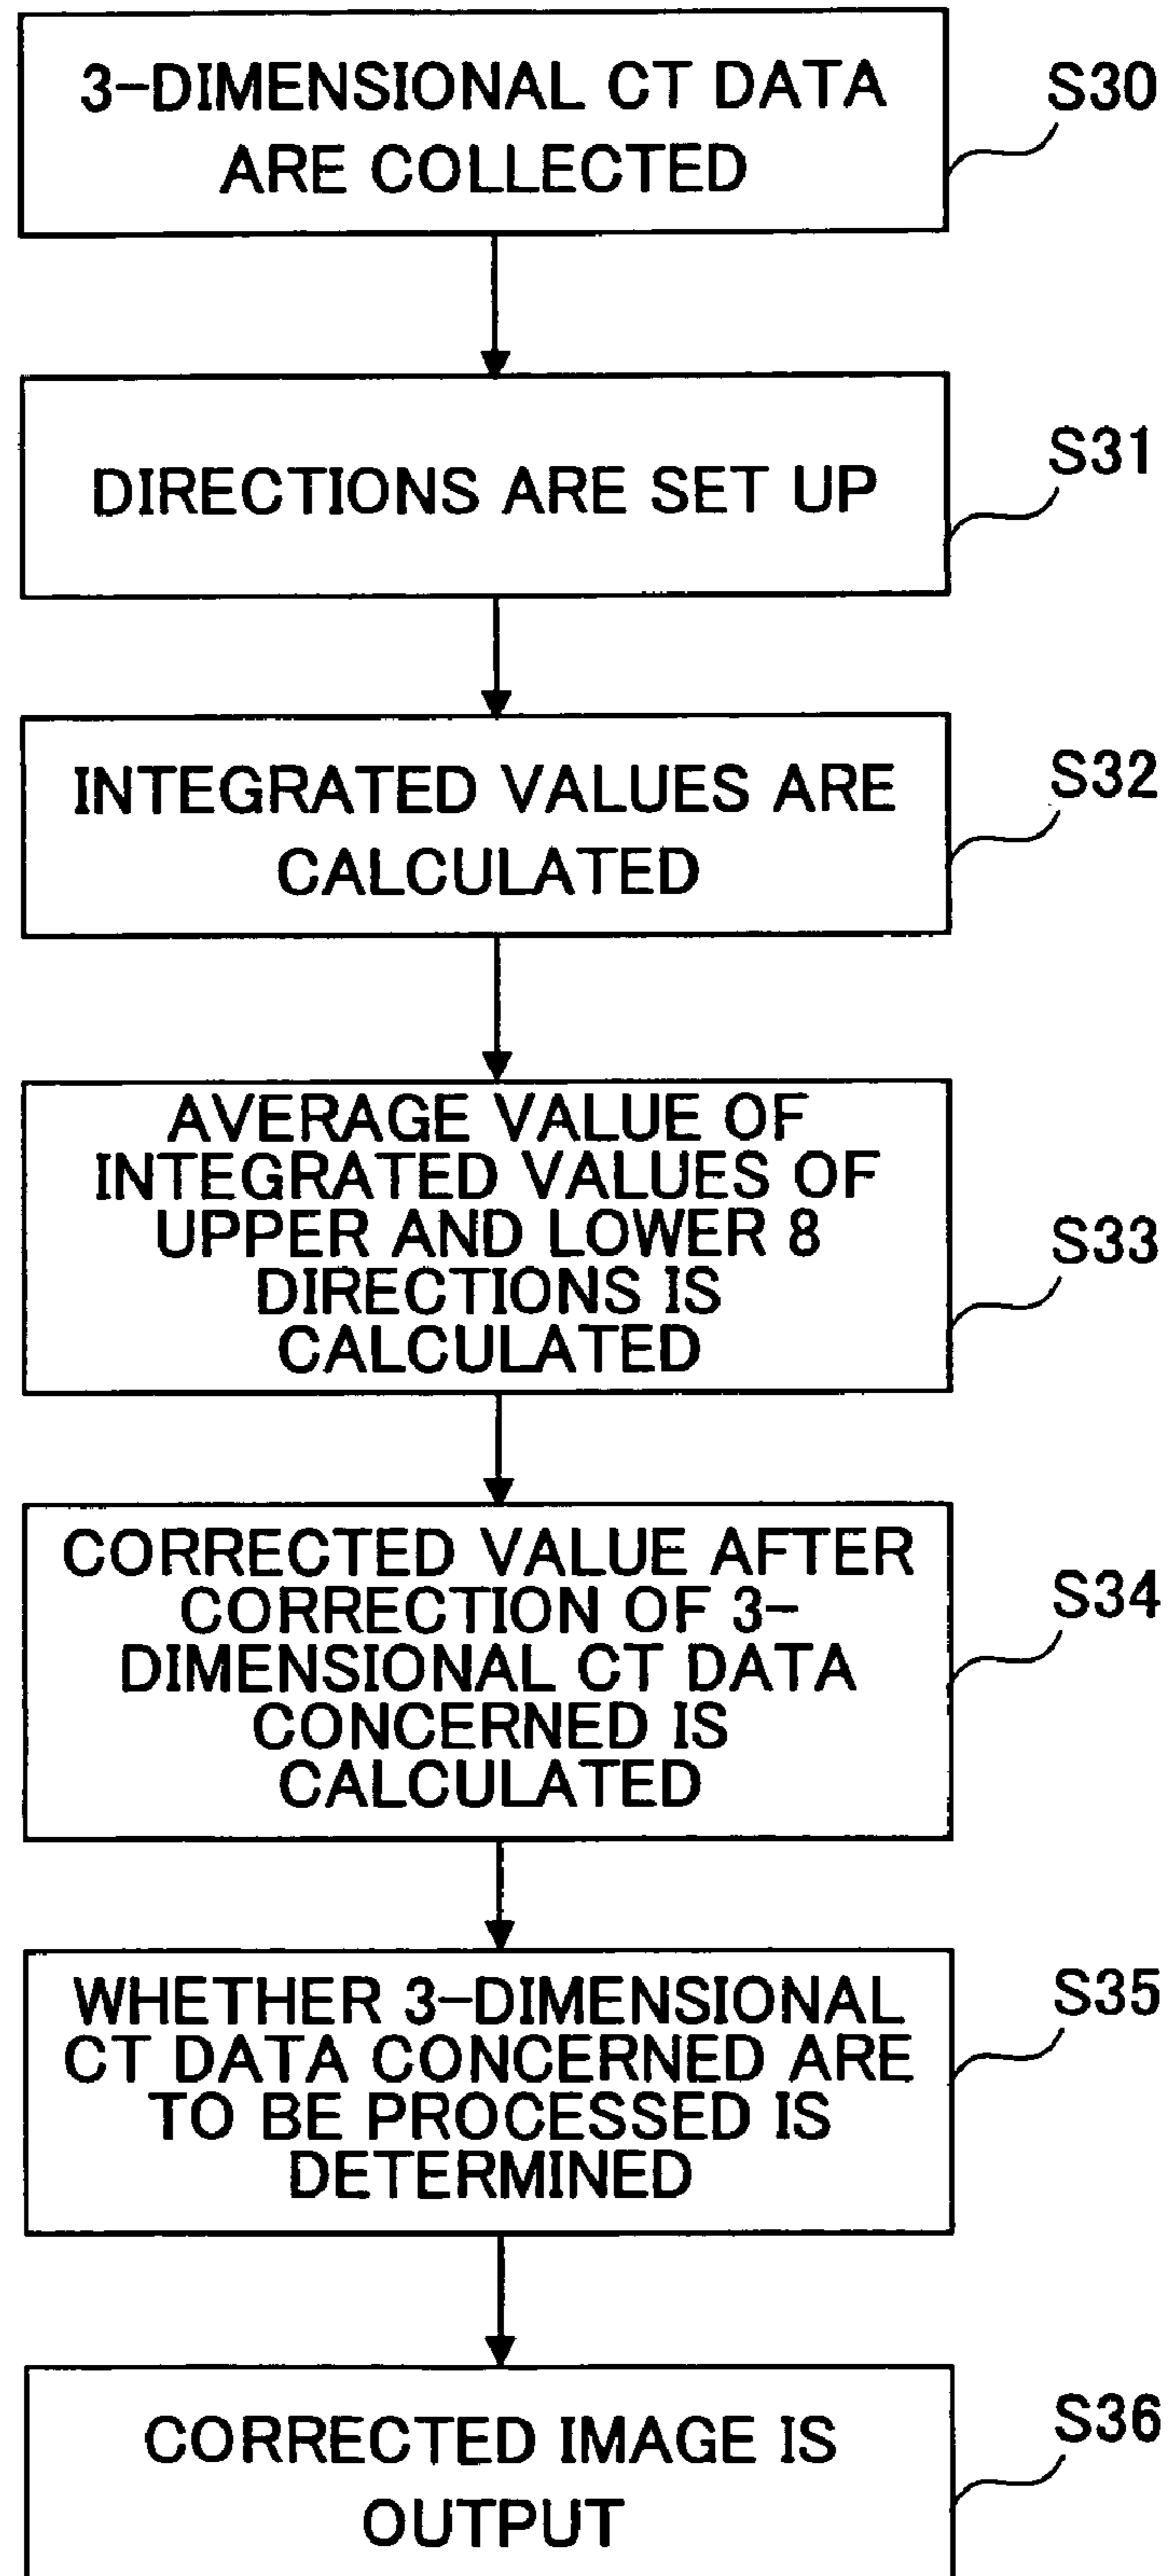 3-DIMENSIONAL CT DATA
ARE COLLECTED
S30
DIRECTIONS ARE SET UP
S31
INTEGRATED VALUES ARE
CALCULATED
S32
AVERAGE VALUE OF
INTEGRATED VALUES OF
UPPER AND LOWER 8
DIRECTIONS IS
CALCULATED
S33
CORRECTED VALUE AFTER
CORRECTION OF 3-
DIMENSIONAL CT DATA
CONCERNED IS
CALCULATED
S34
WHETHER 3-DIMENSIONAL
CT DATA CONCERNED ARE
TO BE PROCESSED IS
DETERMINED
S35
CORRECTED IMAGE IS
OUTPUT
S36